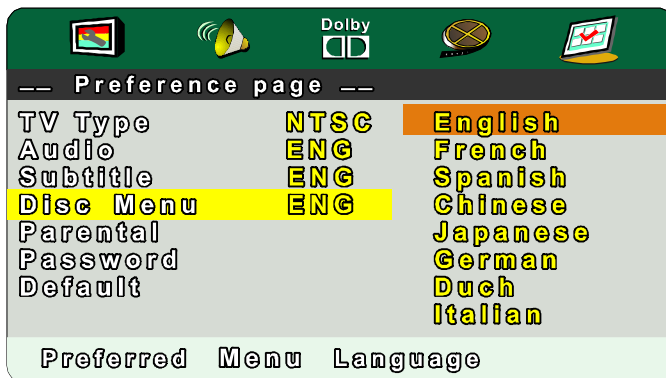 Dolby
-- Preference page --
TV Type NTSC English
Audio ENG French
Subtitle ENG Spanish
Disc Menu ENG Chinese
Parental Japanese
Password German
Default Duch
Italian
Preferred Menu Language